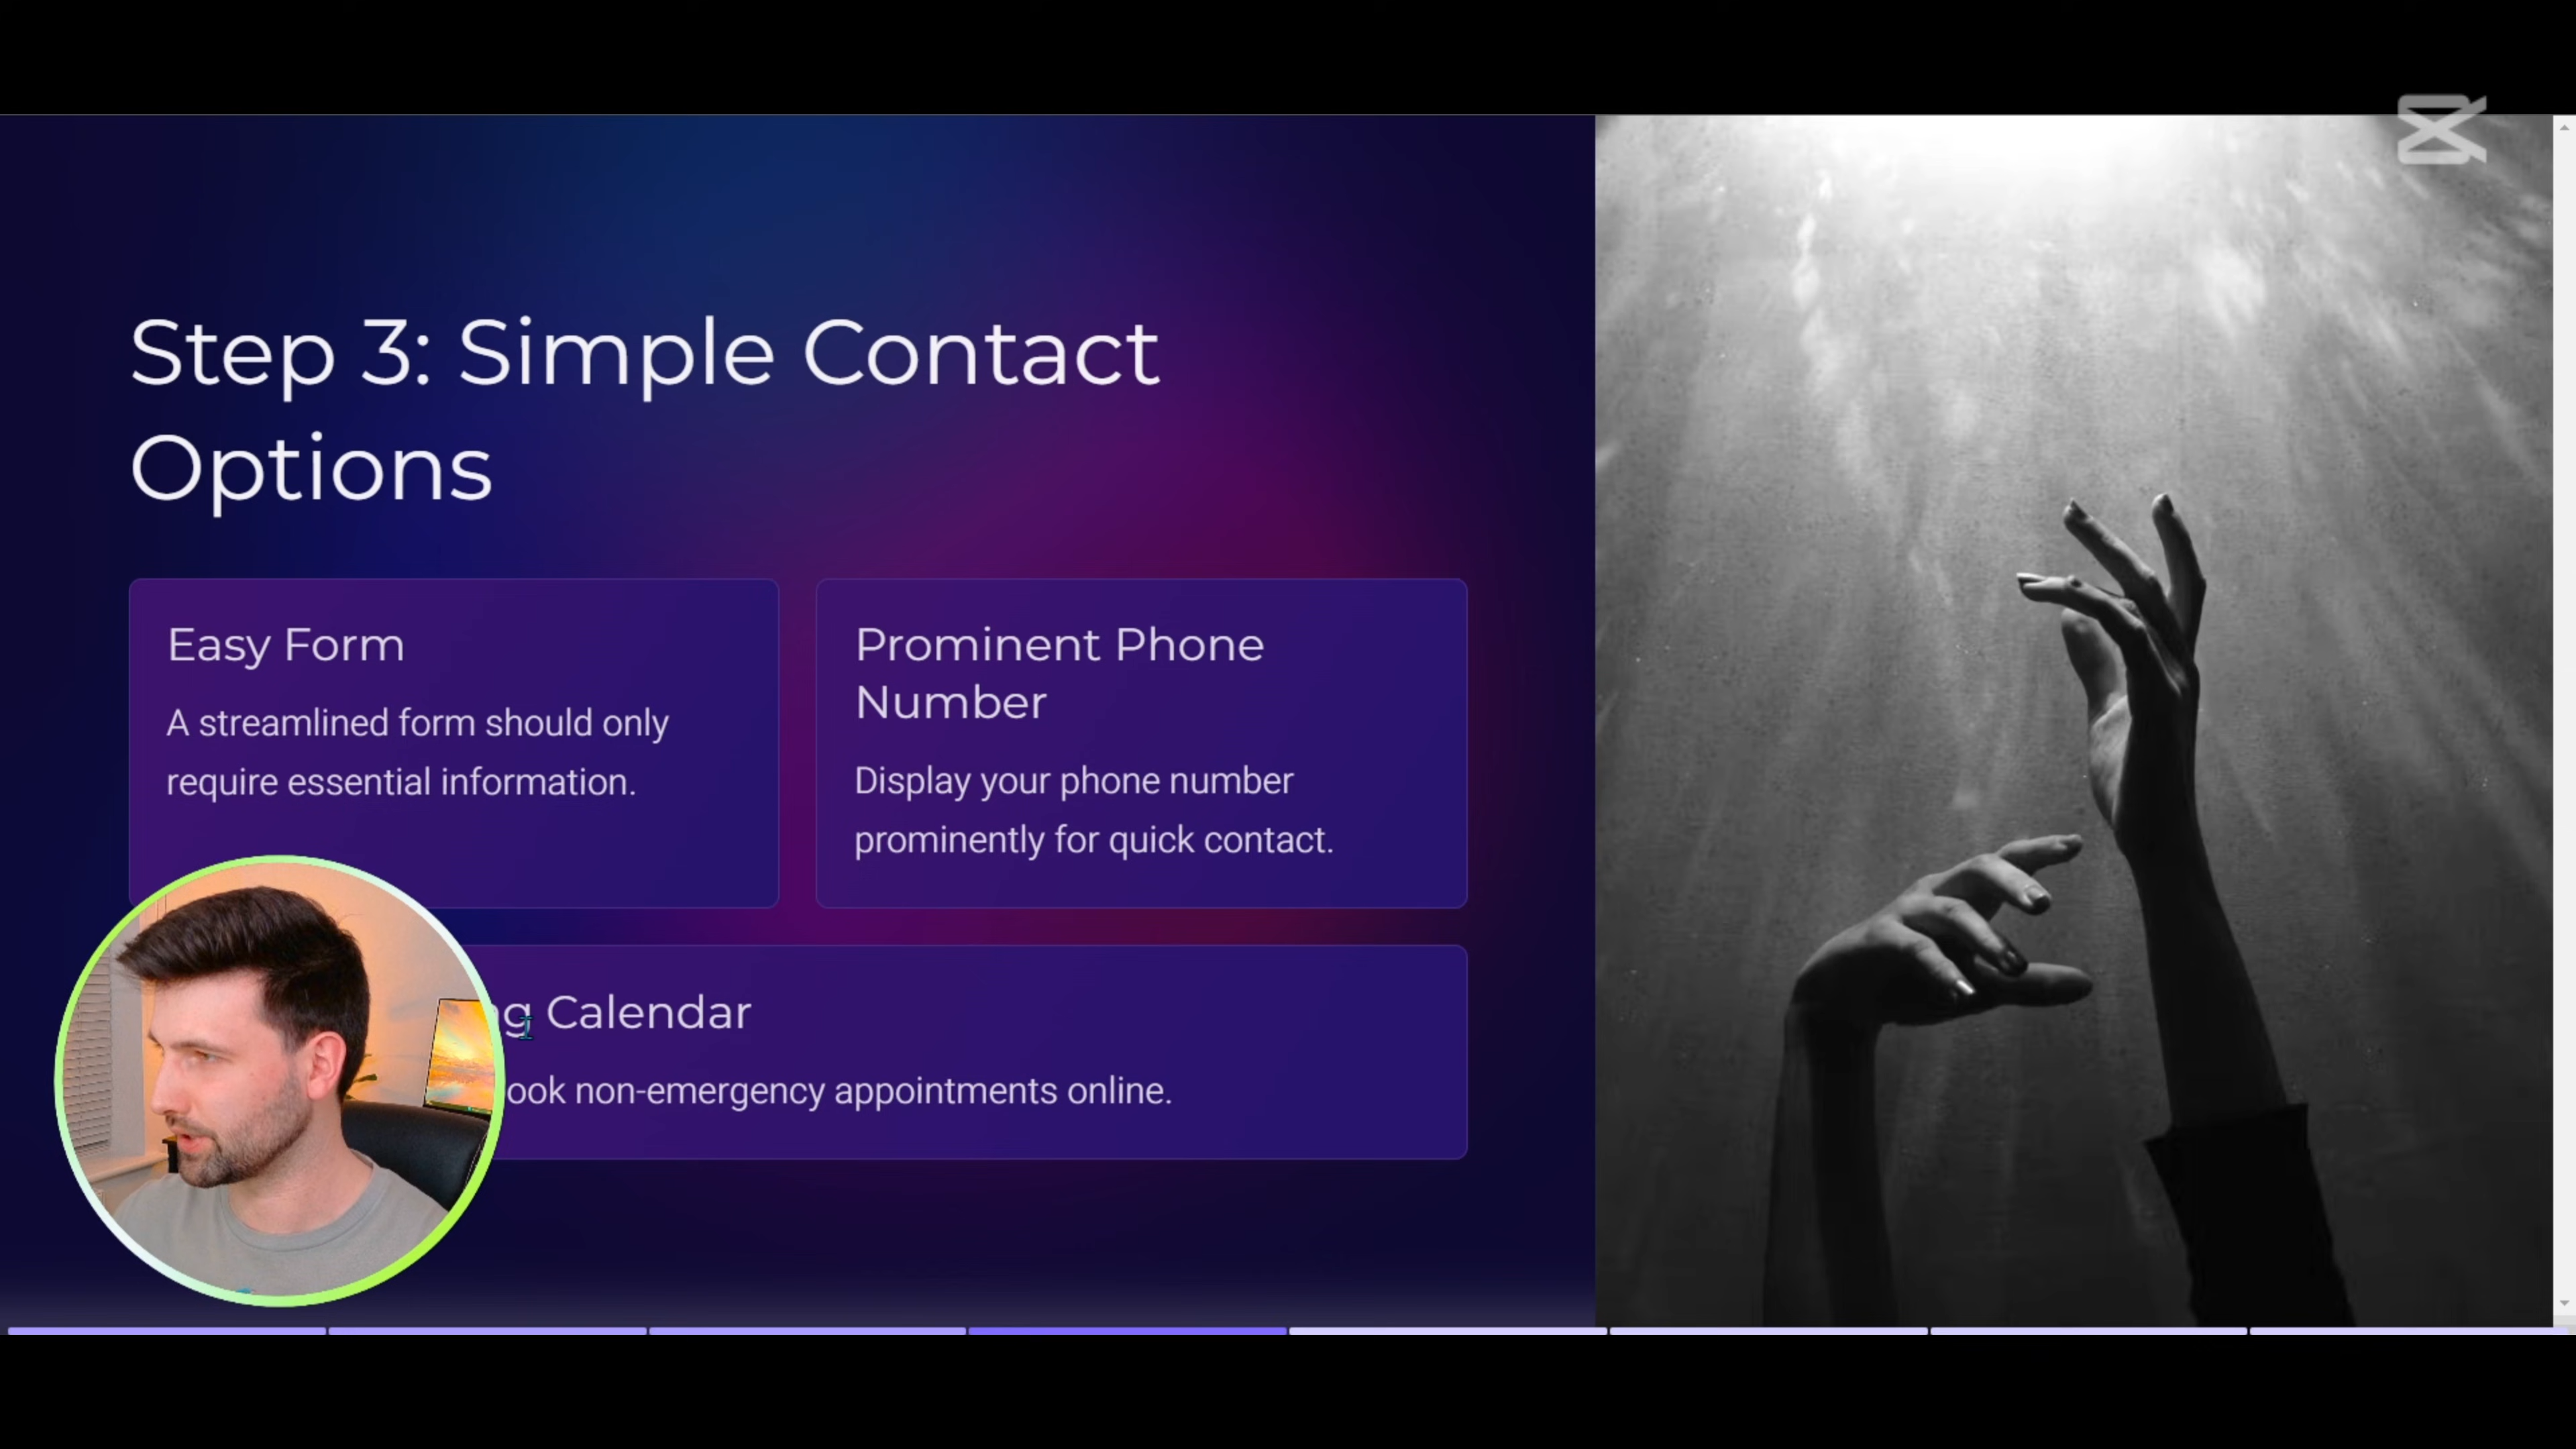 Step 3: Simple Contact
Options
Easy Form
A streamlined form should only
require essential information.
Prominent Phone
Number
Display your phone number
prominently for quick contact.
Calendar
non-emergency appointments online.